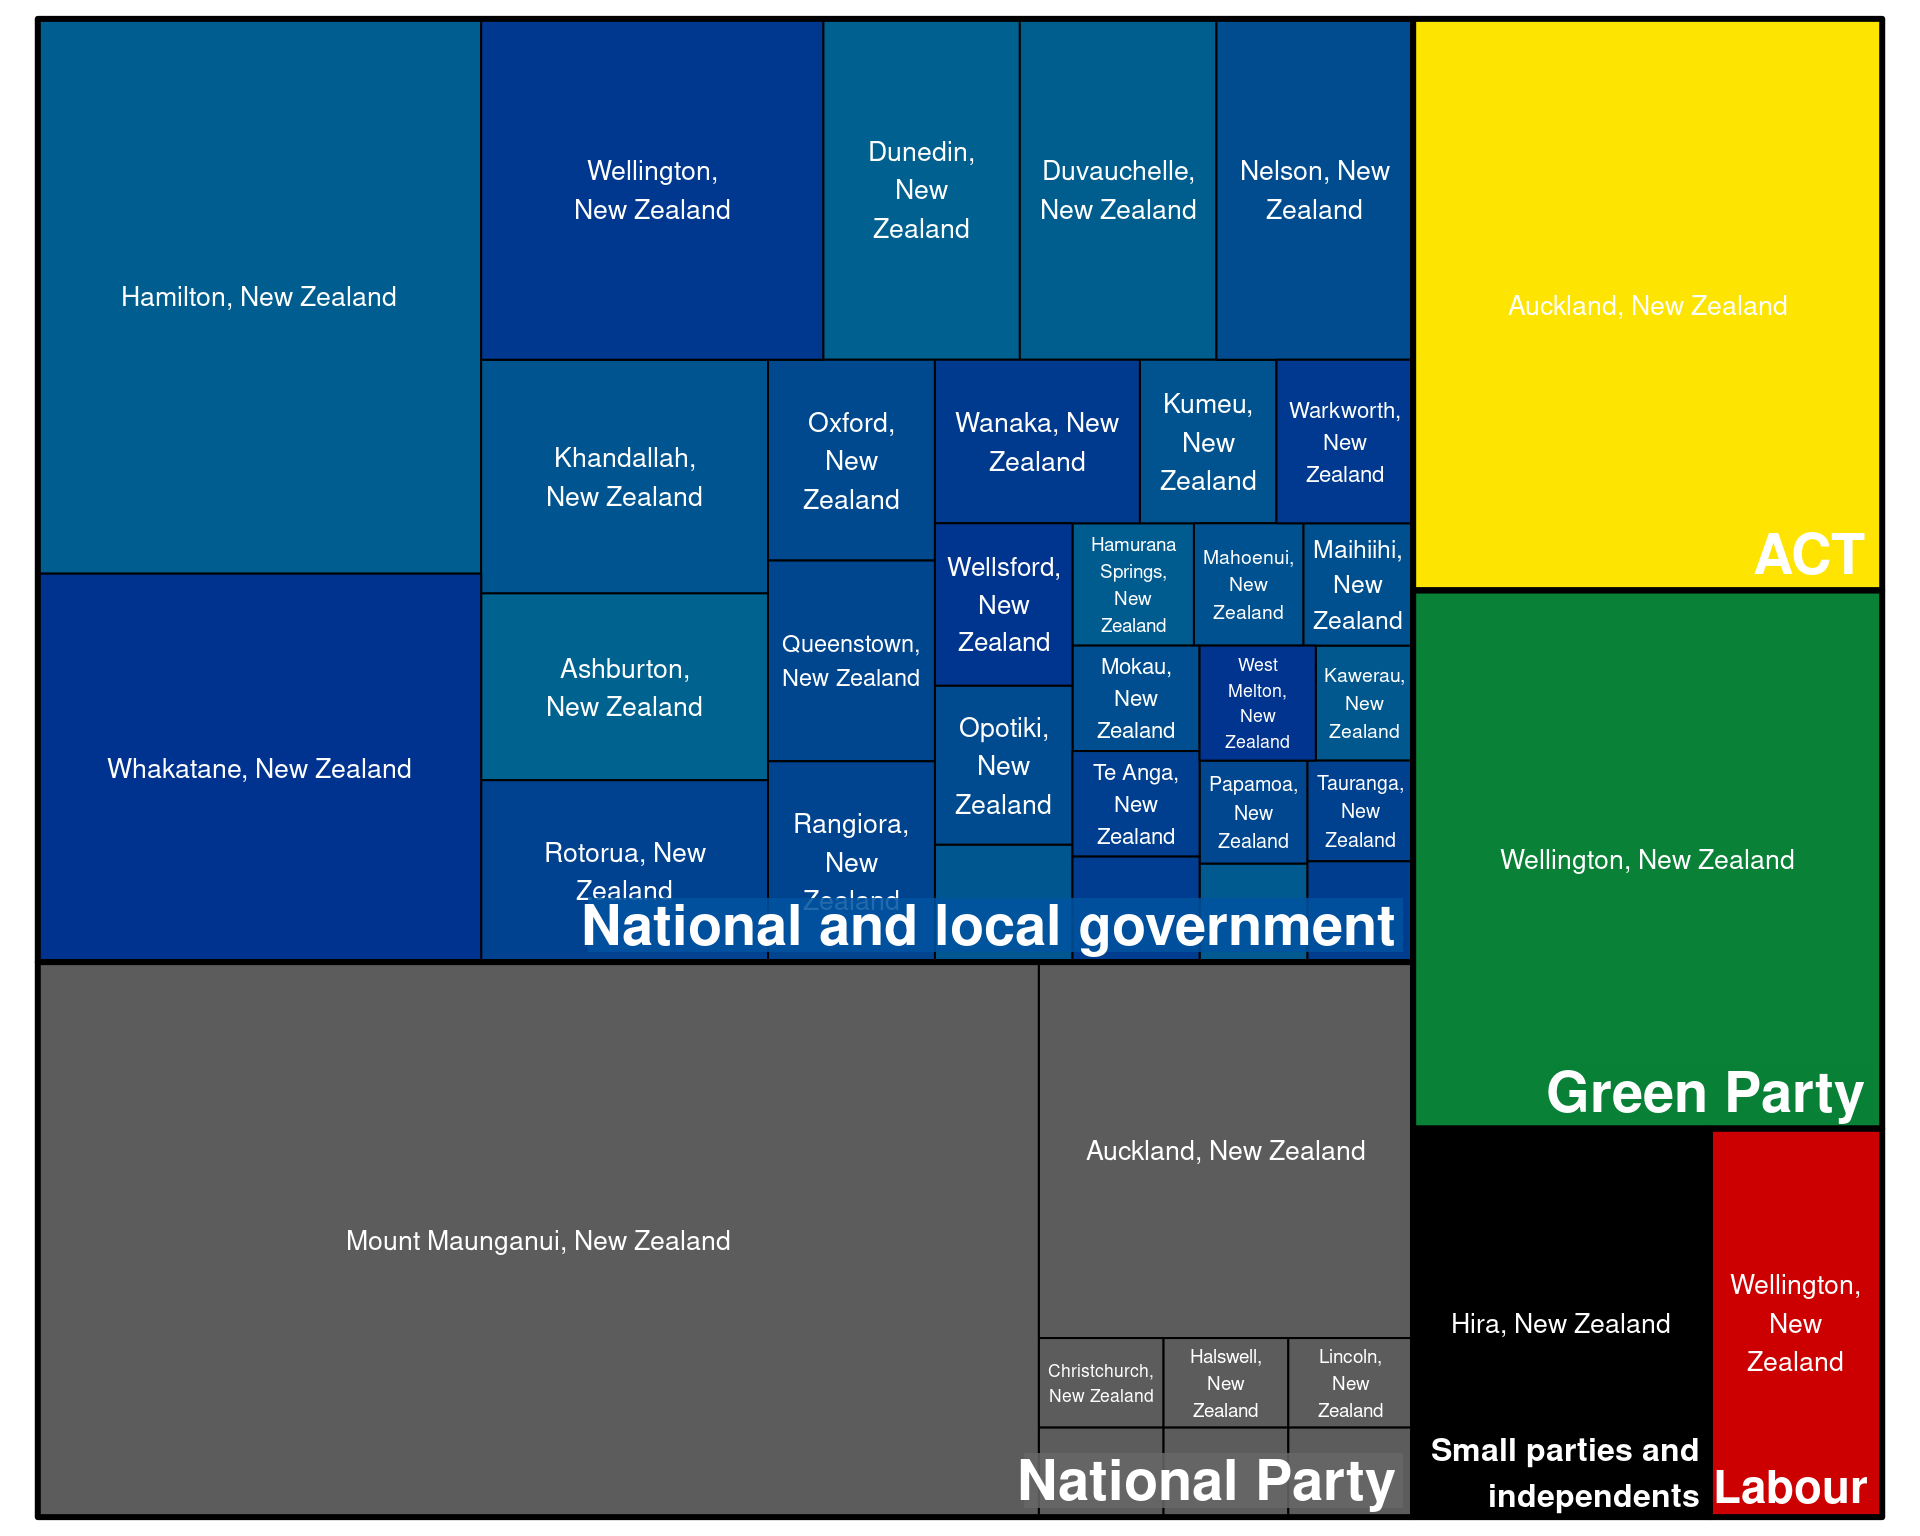 Hamilton, New Zealand
Wellington,
New Zealand
Dunedin,
New
Zealand
Duvauchelle,
New Zealand
Nelson, New
Zealand
Whakatane, New Zealand
Khandallah,
New Zealand
Ashburton,
New Zealand
Rotorua, New
Zealand
Oxford,
New
Zealand
Queenstown,
New Zealand
Rangiora,
New
Zealand
Wanaka, New
Zealand
Kumeu,
New
Zealand
Warkworth,
New
Zealand
Wellsford,
New
Zealand
Opotiki,
New
Zealand
Hamurana
Springs,
New
Zealand
Mahoenui,
New
Zealand
Maihiihi,
New
Zealand
Mokau,
New
Zealand
Te Anga,
New
Zealand
West
Melton,
New
Zealand
Kawerau,
New
Zealand
Papamoa,
New
Zealand
Tauranga,
New
Zealand
National and local government
Mount Maunganui, New Zealand
Auckland, New Zealand
Christchurch,
New Zealand
Halswell,
New
Zealand
Lincoln,
New
Zealand
National Party
Auckland, New Zealand
ACT
Wellington, New Zealand
Green Party
Hira, New Zealand
Small parties and
independents
Wellington,
New
Zealand
Labour